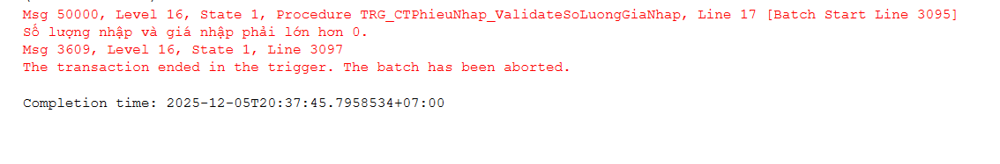 Msg 50000, Level 16, State 1, Procedure TRG_CTPhieuNhap_ValidateSoLuongGiaNhap, Line 17 [Batch Start Line 3095]
Số lượng nhập và giá nhập phải lớn hơn 0.
Msg 3609, Level 16, State 1, Line 3097
The transaction ended in the trigger. The batch has been aborted.
Completion time: 2025-12-05T20:37:45.7958534+07:00